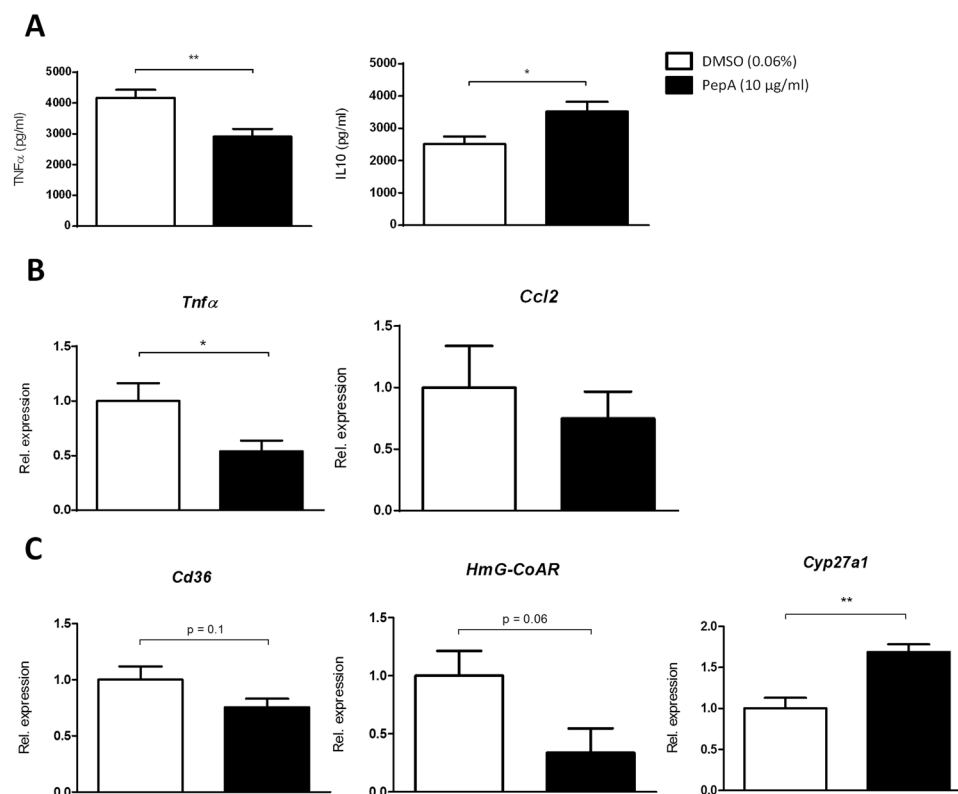 A
**
5000
4000
3000
2000
1000
0
TNFα (pg/ml)
*
5000
4000
3000
2000
1000
0
IL10 (pg/ml)
DMSO (0.06%)
PepA (10 µg/ml)
B
Tnfα
*
1.5
1.0
0.5
0.0
Rel. expression
Ccl2
1.5
1.0
0.5
0.0
Rel. expression
C
Cd36
p = 0.1
1.5
1.0
0.5
0.0
Rel. expression
HmG-CoAR
p = 0.06
1.5
1.0
0.5
0.0
Rel. expression
Cyp27a1
**
2.0
1.5
1.0
0.5
0.0
Rel. expression